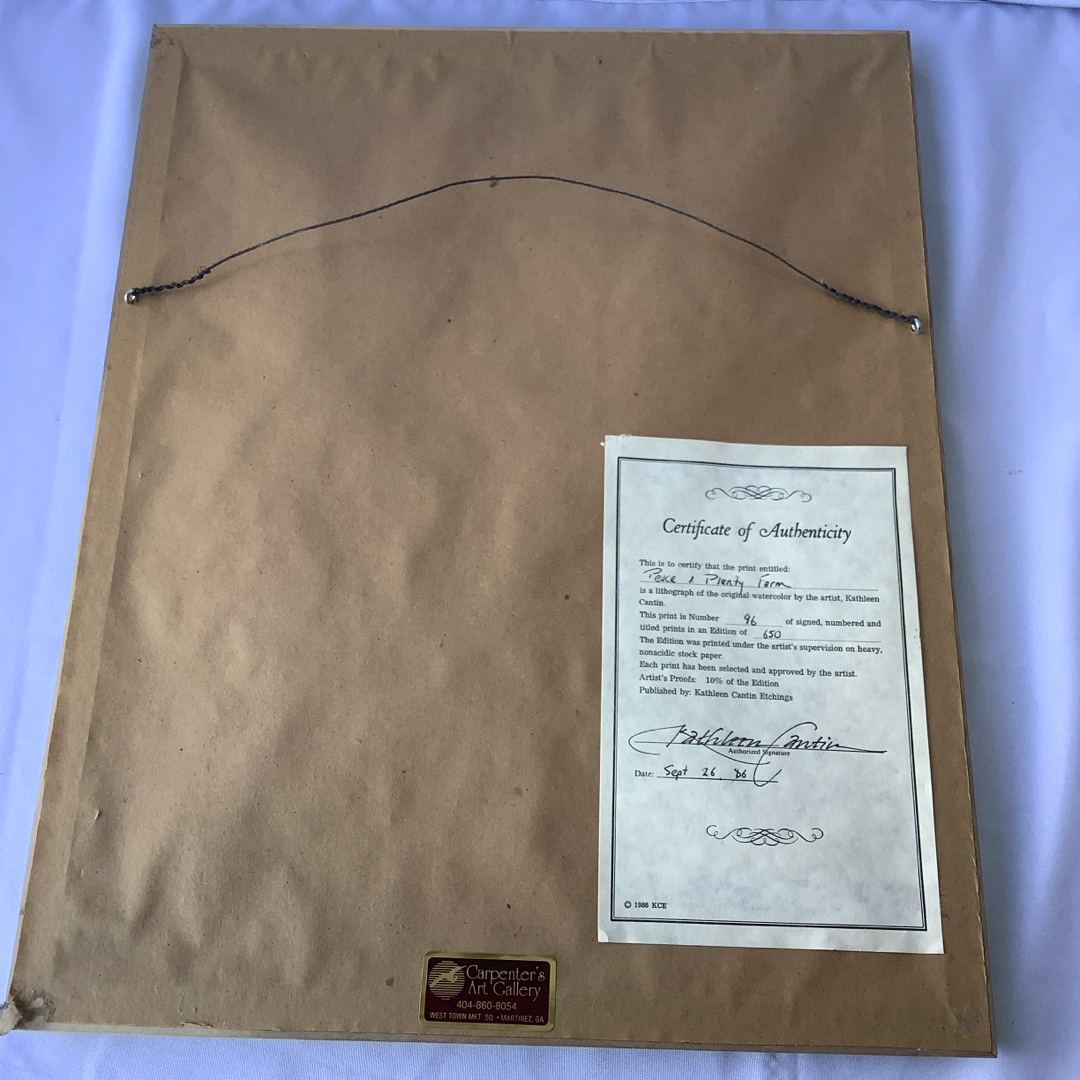 Certificate of Authenticity
This is to certify that the print entitled:
Peace & Plenty Farm
is a lithograph of the original watercolor by the artist, Kathleen
Cantin.
This print is Number 96 of signed, numbered and
titled prints in an Edition of 650
The Edition was printed under the artist's supervision on heavy,
nonacidic stock paper.
Each print has been selected and approved by the artist.
Artist's Proofs: 10% of the Edition
Published by: Kathleen Cantin Etchings
Kathleen Cantin
Authorized Signature
Date: Sept 26, '86
© 1986 KCE
Carpenter's
Art Gallery
404-860-8054
WEST TOWN MKT. SQ • MARTINEZ, GA